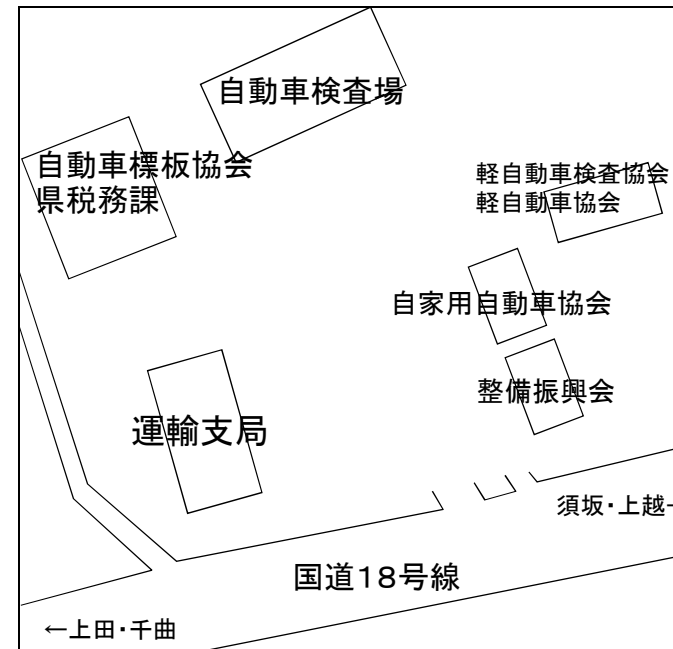 自動車検査場
自動車標板協会
県税務課
軽自動車検査協会
軽自動車協会
自家用自動車協会
整備振興会
運輸支局
須坂・上越
国道18号線
←上田・千曲